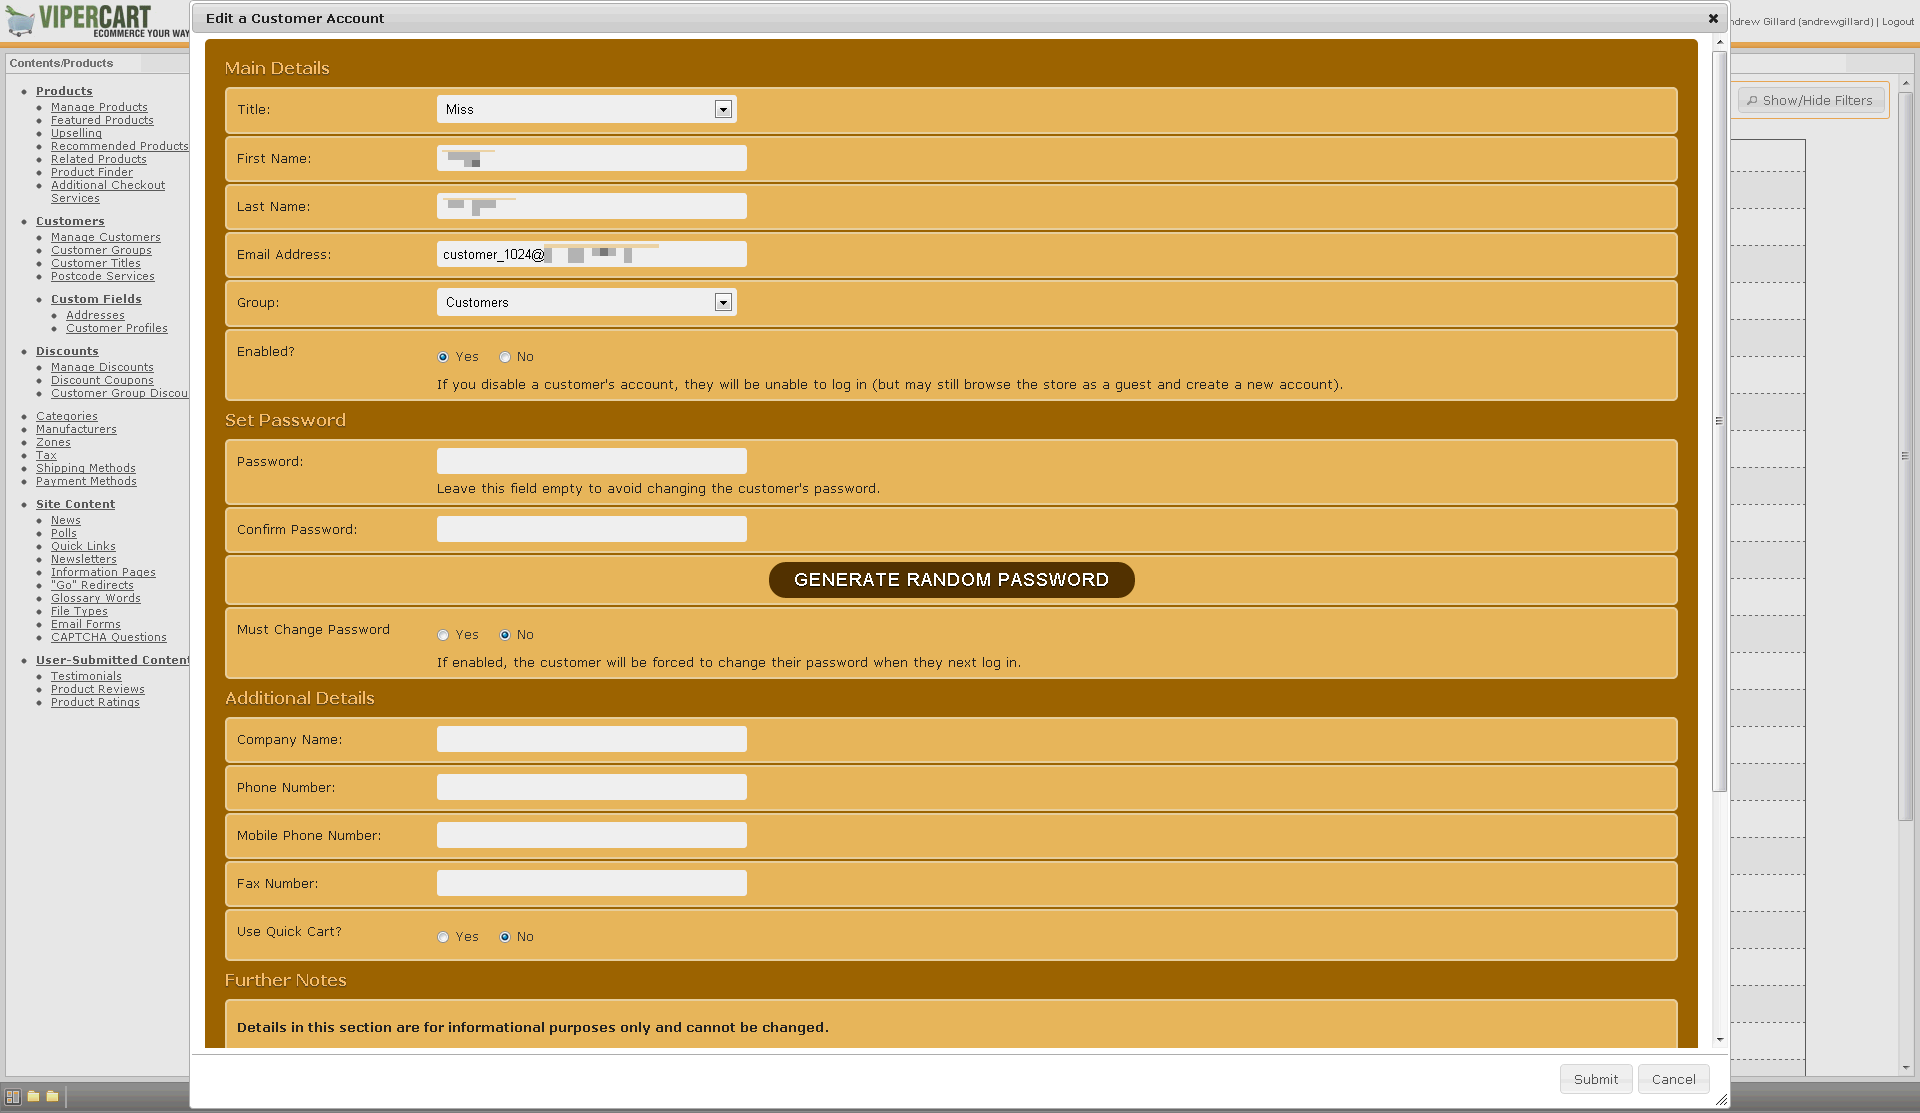 VIPERCART
ECOMMERCE YOUR WAY
Edit a Customer Account
drew Gillard (andrewgillard) | Logout
Contents/Products
Products
Manage Products
Featured Products
Upselling
Recommended Products
Related Products
Product Finder
Additional Checkout
Services
Customers
Manage Customers
Customer Groups
Customer Titles
Postcode Services
Custom Fields
Addresses
Customer Profiles
Discounts
Manage Discounts
Discount Coupons
Customer Group Discou
Categories
Manufacturers
Zones
Tax
Shipping Methods
Payment Methods
Site Content
News
Polls
Quick Links
Newsletters
Information Pages
"Go" Redirects
Glossary Words
File Types
Email Forms
CAPTCHA Questions
User-Submitted Content
Testimonials
Product Reviews
Product Ratings
Main Details
Title: Miss
First Name:
Last Name:
Email Address: customer_1024@
Group: Customers
Enabled? Yes No
If you disable a customer's account, they will be unable to log in (but may still browse the store as a guest and create a new account).
Set Password
Password:
Leave this field empty to avoid changing the customer's password.
Confirm Password:
GENERATE RANDOM PASSWORD
Must Change Password Yes No
If enabled, the customer will be forced to change their password when they next log in.
Additional Details
Company Name:
Phone Number:
Mobile Phone Number:
Fax Number:
Use Quick Cart? Yes No
Further Notes
Details in this section are for informational purposes only and cannot be changed.
Show/Hide Filters
Submit Cancel